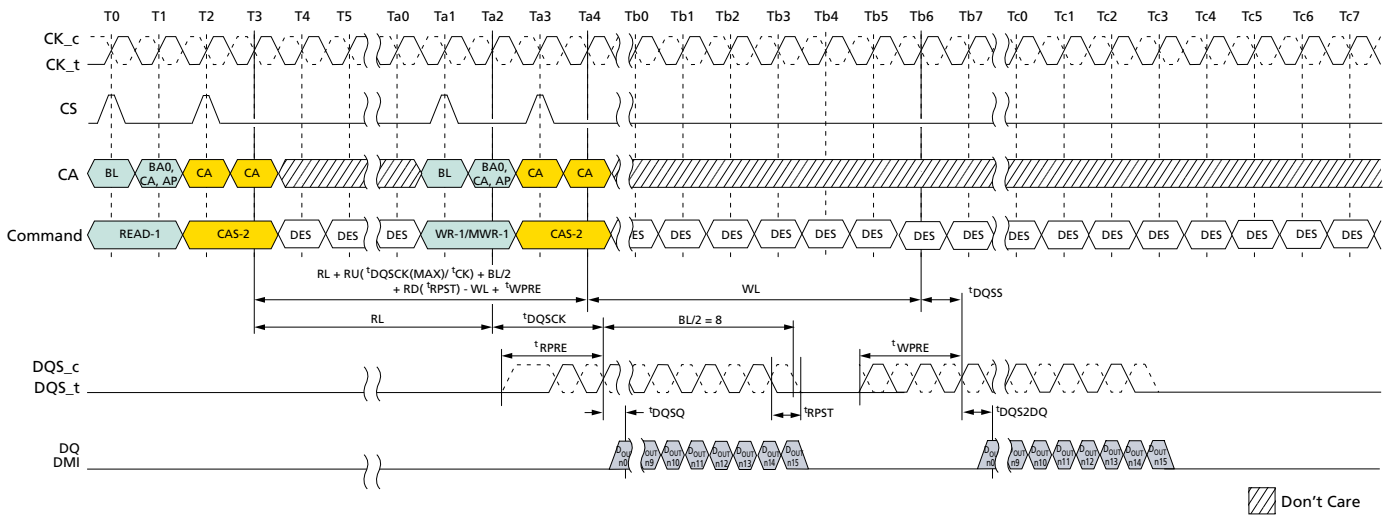 T0 T1 T2 T3 T4 T5 Ta0 Ta1 Ta2 Ta3 Ta4 Tb0 Tb1 Tb2 Tb3 Tb4 Tb5 Tb6 Tb7 Tc0 Tc1 Tc2 Tc3 Tc4 Tc5 Tc6 Tc7
CK_c
CK_t
CS
CA BL BA0, CA, AP CA CA BL BA0, CA, AP CA CA
Command READ-1 CAS-2 DES DES DES WR-1/MWR-1 CAS-2 DES DES DES DES DES DES DES DES DES DES DES DES DES DES DES DES
RL + RU(tDQSCK(MAX)/tCK) + BL/2
+ RD(tRPST) - WL + tWPRE
WL
tDQSS
RL tDQSCK BL/2 = 8
tRPRE tWPRE
DQS_c
DQS_t
tDQSQ tRPST tDQS2DQ
DQ
DMI
DOUT n0 DOUT n9 DOUT n10 DOUT n11 DOUT n12 DOUT n13 DOUT n14 DOUT n15 DOUT n0 DOUT n9 DOUT n10 DOUT n11 DOUT n12 DOUT n13 DOUT n14 DOUT n15
Don't Care